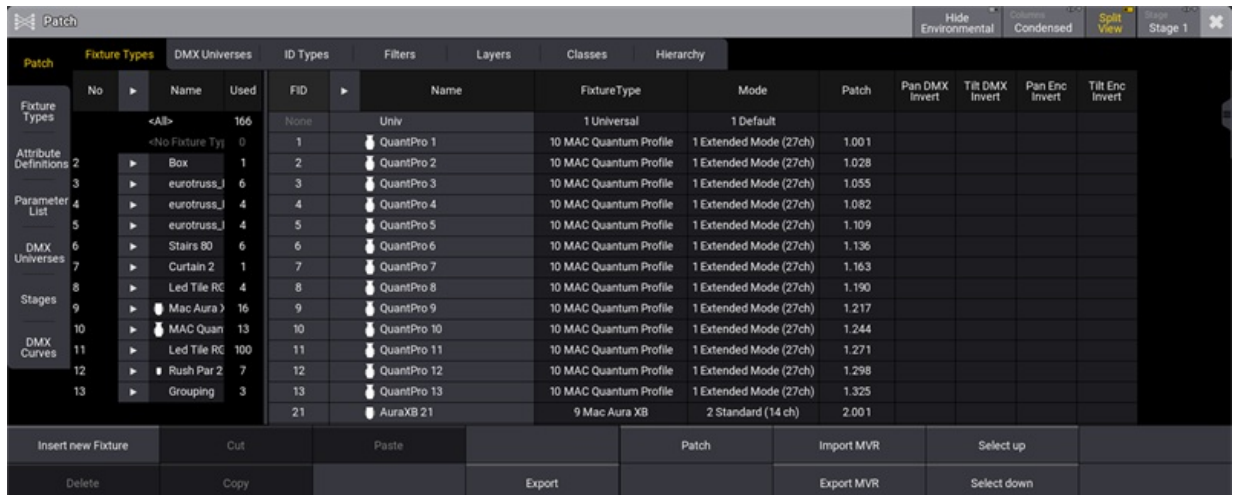 Patch
Hide Environmental
Columns Condensed
Split View
Stage Stage 1
Patch
Fixture Types
DMX Universes
ID Types
Filters
Layers
Classes
Hierarchy
Fixture Types
Attribute Definitions
Parameter List
DMX Universes
Stages
DMX Curves
No Name Used
<All> 166
<No Fixture Typ 0
2 Box 1
3 eurotruss_l 6
4 eurotruss_l 4
5 eurotruss_l 4
6 Stairs 80 6
7 Curtain 2 1
8 Led Tile RG 4
9 Mac Aura X 16
10 MAC Quan 13
11 Led Tile RG 100
12 Rush Par 2 7
13 Grouping 3
FID Name FixtureType Mode Patch Pan DMX Invert Tilt DMX Invert Pan Enc Invert Tilt Enc Invert
None Univ 1 Universal 1 Default
1 QuantPro 1 10 MAC Quantum Profile 1 Extended Mode (27ch) 1.001
2 QuantPro 2 10 MAC Quantum Profile 1 Extended Mode (27ch) 1.028
3 QuantPro 3 10 MAC Quantum Profile 1 Extended Mode (27ch) 1.055
4 QuantPro 4 10 MAC Quantum Profile 1 Extended Mode (27ch) 1.082
5 QuantPro 5 10 MAC Quantum Profile 1 Extended Mode (27ch) 1.109
6 QuantPro 6 10 MAC Quantum Profile 1 Extended Mode (27ch) 1.136
7 QuantPro 7 10 MAC Quantum Profile 1 Extended Mode (27ch) 1.163
8 QuantPro 8 10 MAC Quantum Profile 1 Extended Mode (27ch) 1.190
9 QuantPro 9 10 MAC Quantum Profile 1 Extended Mode (27ch) 1.217
10 QuantPro 10 10 MAC Quantum Profile 1 Extended Mode (27ch) 1.244
11 QuantPro 11 10 MAC Quantum Profile 1 Extended Mode (27ch) 1.271
12 QuantPro 12 10 MAC Quantum Profile 1 Extended Mode (27ch) 1.298
13 QuantPro 13 10 MAC Quantum Profile 1 Extended Mode (27ch) 1.325
21 AuraXB 21 9 Mac Aura XB 2 Standard (14 ch) 2.001
Insert new Fixture
Cut
Paste
Patch
Import MVR
Select up
Delete
Copy
Export
Export MVR
Select down